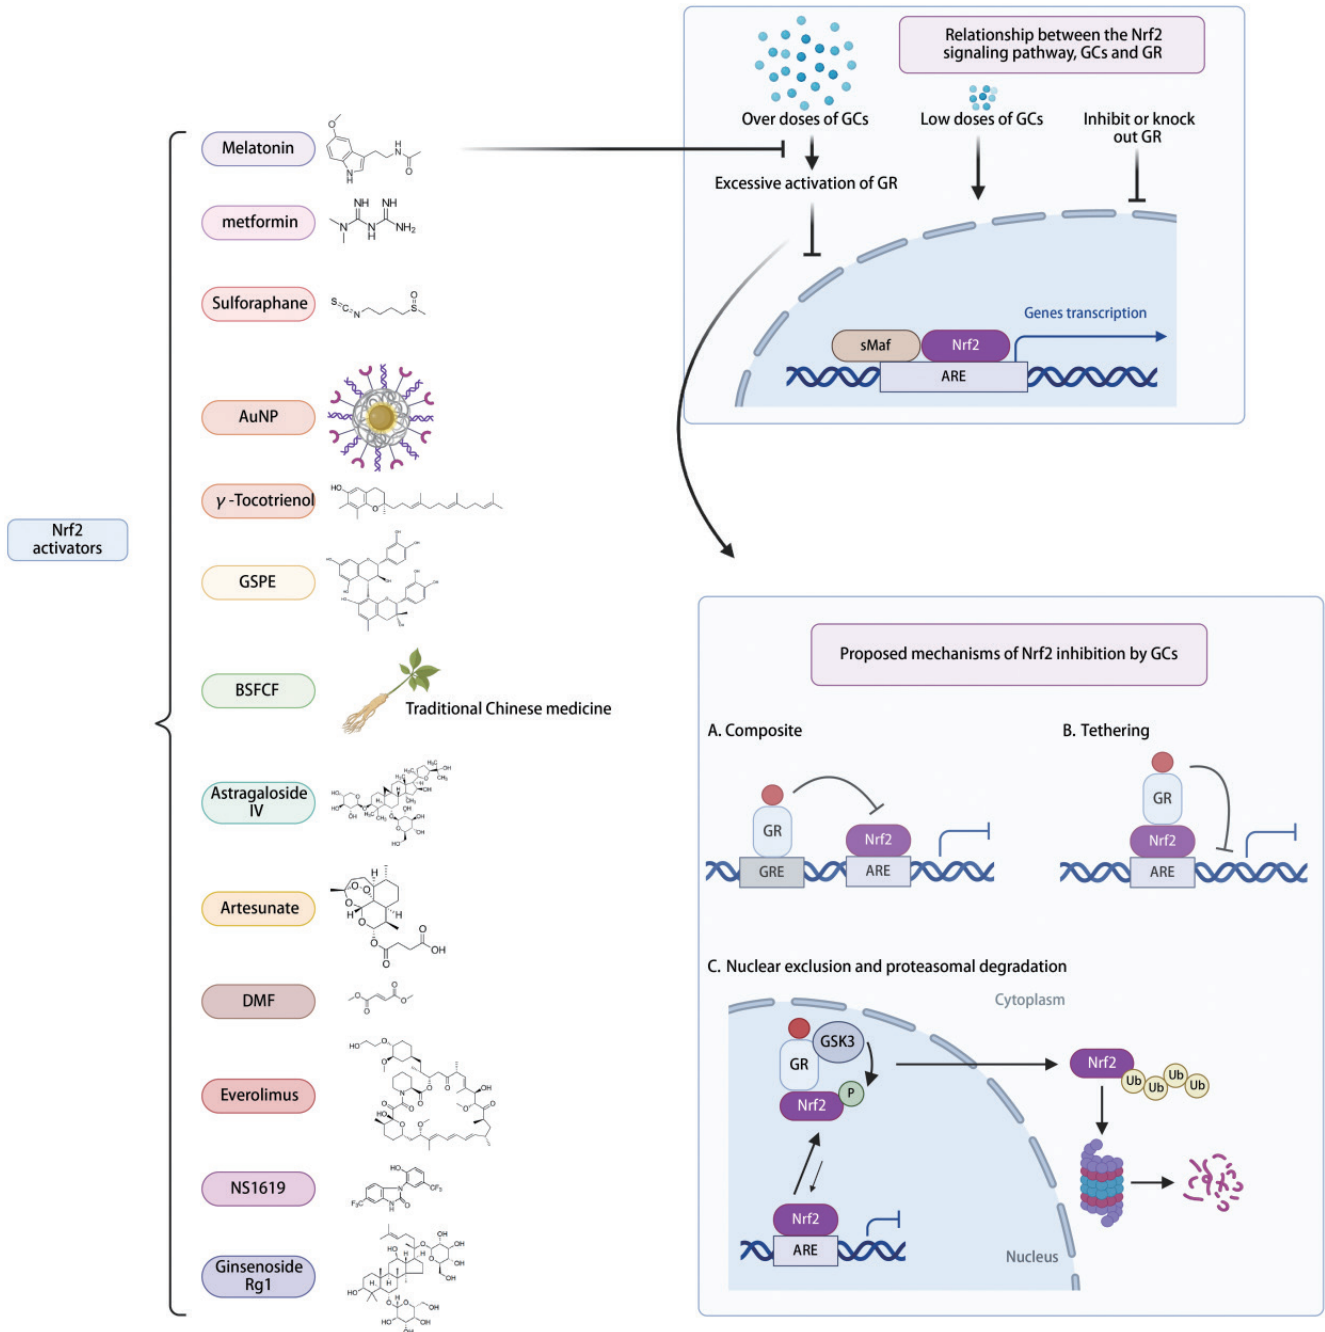 Nrf2
activators
Melatonin
metformin
Sulforaphane
AuNP
γ-Tocotrienol
GSPE
BSFCF
Traditional Chinese medicine
Astragaloside
IV
Artesunate
DMF
Everolimus
NS1619
Ginsenoside
Rg1
Relationship between the Nrf2
signaling pathway, GCs and GR
Over doses of GCs
Low doses of GCs
Inhibit or knock
out GR
Excessive activation of GR
Genes transcription
sMaf
Nrf2
ARE
Proposed mechanisms of Nrf2 inhibition by GCs
A. Composite
GR
Nrf2
GRE
ARE
B. Tethering
GR
Nrf2
ARE
C. Nuclear exclusion and proteasomal degradation
Cytoplasm
GSK3
GR
P
Nrf2
Nrf2
Ub
Ub
Ub
Ub
Nrf2
ARE
Nucleus